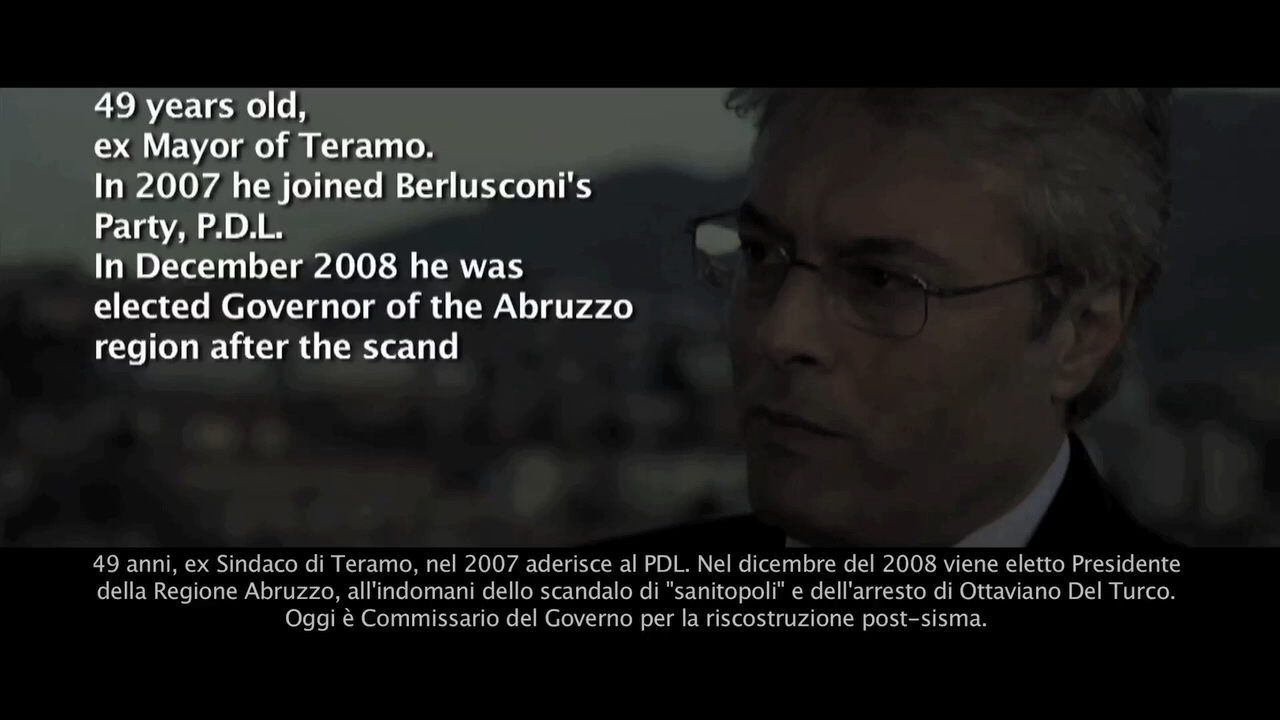 49 years old,
ex Mayor of Teramo.
In 2007 he joined Berlusconi's
Party, P.D.L.
In December 2008 he was
elected Governor of the Abruzzo
region after the scand
49 anni, ex Sindaco di Teramo, nel 2007 aderisce al PDL. Nel dicembre del 2008 viene eletto Presidente
della Regione Abruzzo, all'indomani dello scandalo di "sanitopoli" e dell'arresto di Ottaviano Del Turco.
Oggi è Commissario del Governo per la riscostruzione post-sisma.